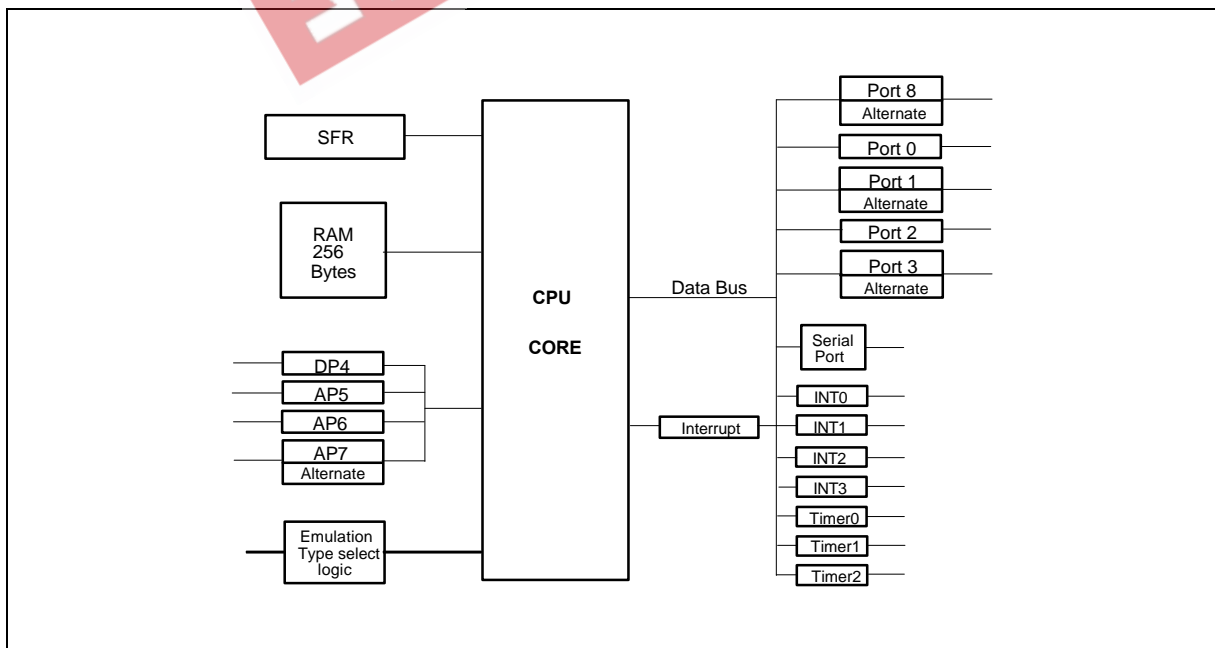 SFR
RAM
256
Bytes
DP4
AP5
AP6
AP7
Alternate
Emulation
Type select
logic
CPU
CORE
Data Bus
Interrupt
Port 8
Alternate
Port 0
Port 1
Alternate
Port 2
Port 3
Alternate
Serial
Port
INT0
INT1
INT2
INT3
Timer0
Timer1
Timer2